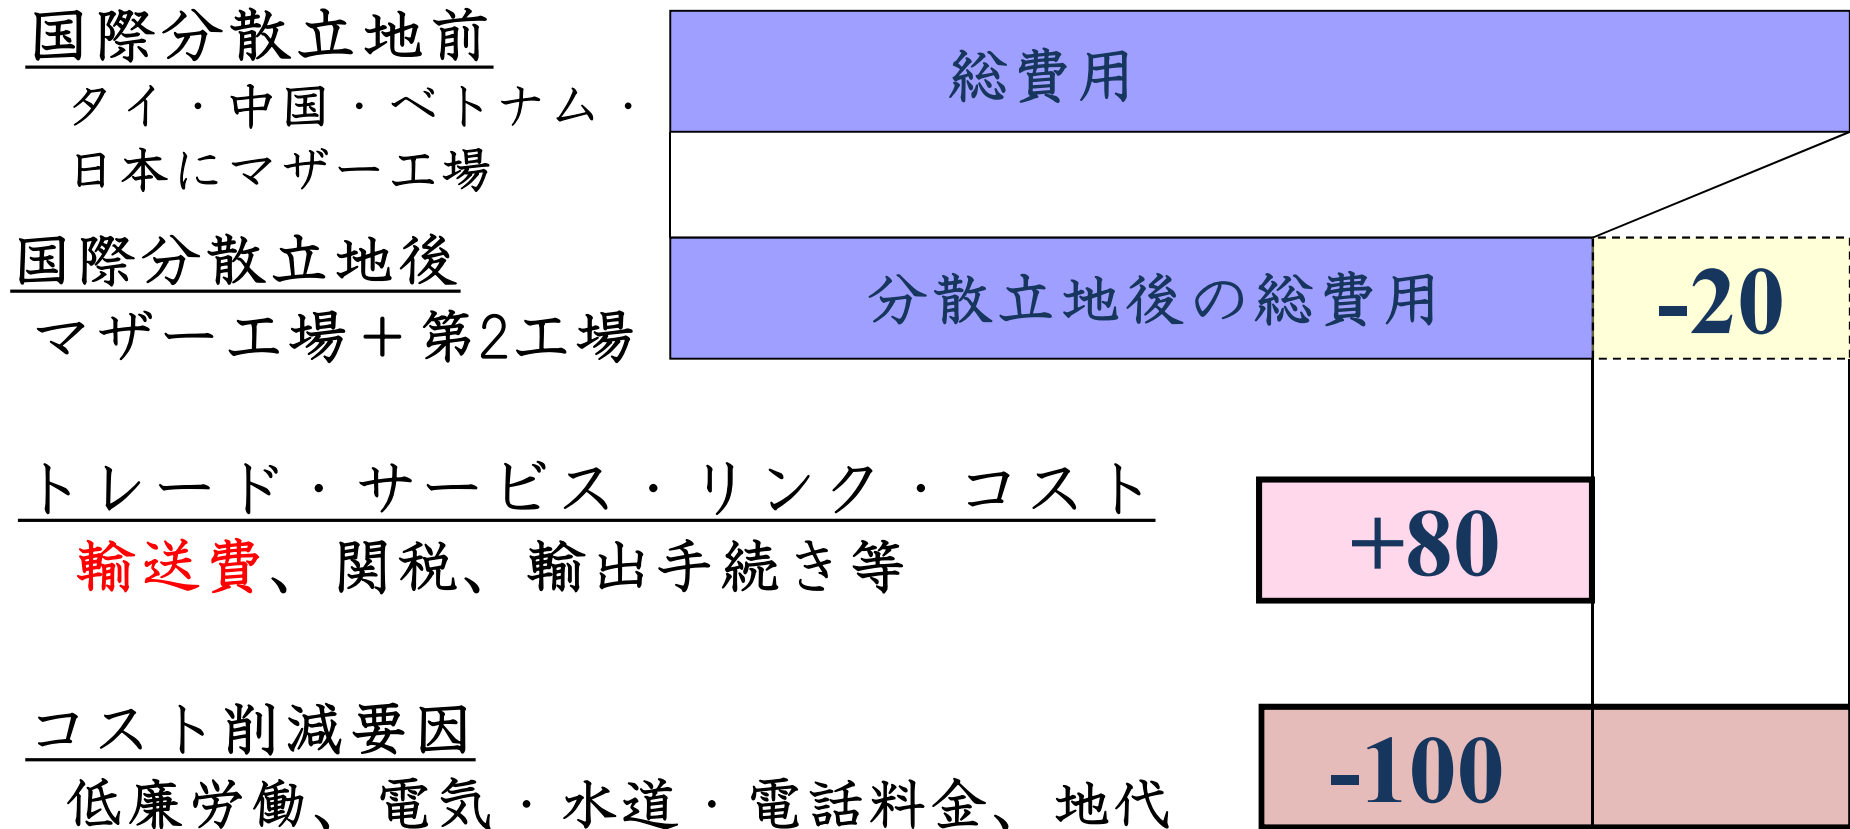 国際分散立地前
タイ・中国・ベトナム・
日本にマザー工場
総費用
国際分散立地後
マザー工場＋第2工場
分散立地後の総費用
-20
トレード・サービス・リンク・コスト
輸送費、関税、輸出手続き等
+80
コスト削減要因
低廉労働、電気・水道・電話料金、地代
-100